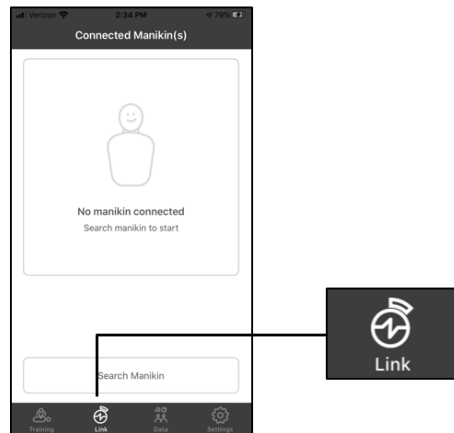 Verizon 2:34 PM 79%
Connected Manikin(s)
No manikin connected
Search manikin to start
Search Manikin
Training Link Data Settings
Link